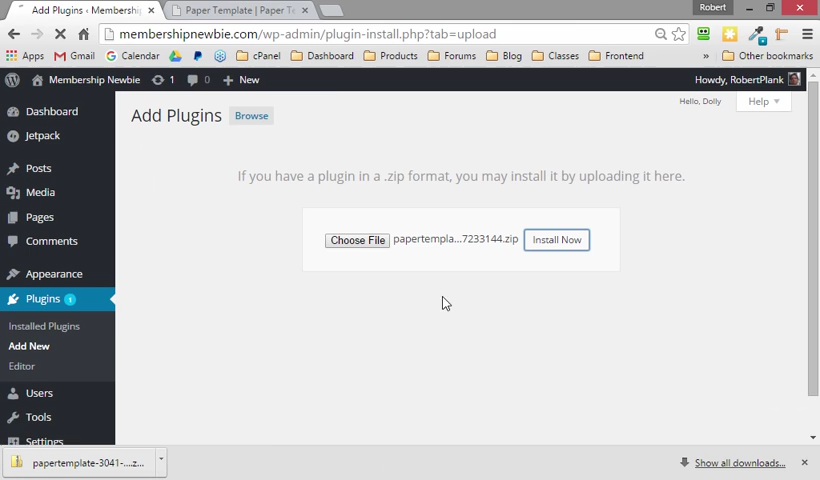 Add Plugins ‹ Membershi
Paper Template | Paper Te
Robert
membershipnewbie.com/wp-admin/plugin-install.php?tab=upload
Apps Gmail Calendar cPanel Dashboard Products Forums Blog Classes Frontend » Other bookmarks
Membership Newbie 1 0 New Howdy, RobertPlank
Hello, Dolly Help
Add Plugins Browse
If you have a plugin in a .zip format, you may install it by uploading it here.
Choose File papertempla...7233144.zip Install Now
Dashboard
Jetpack
Posts
Media
Pages
Comments
Appearance
Plugins 1
Installed Plugins
Add New
Editor
Users
Tools
Settings
papertemplate-3041-....z...
Show all downloads...